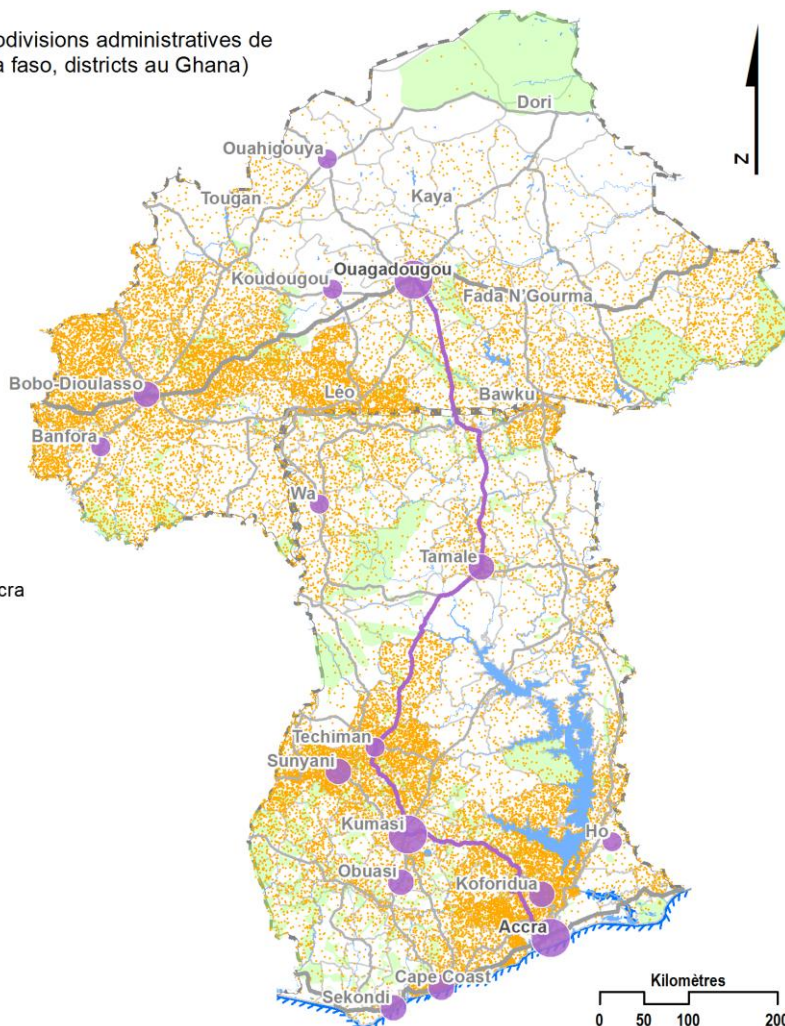 bdivisions administratives de
a faso, districts au Ghana)
Dori
Ouahigouya
N
Tougan
Kaya
Ouagadougou
Koudougou
Fada N'Gourma
Bobo-Dioulasso
Léo
Bawku
Banfora
Wa
Tamale
cra
Techiman
Sunyani
Kumasi
Ho
Obuasi
Koforidua
Accra
Cape Coast
Sekondi
Kilomètres
0 50 100 200